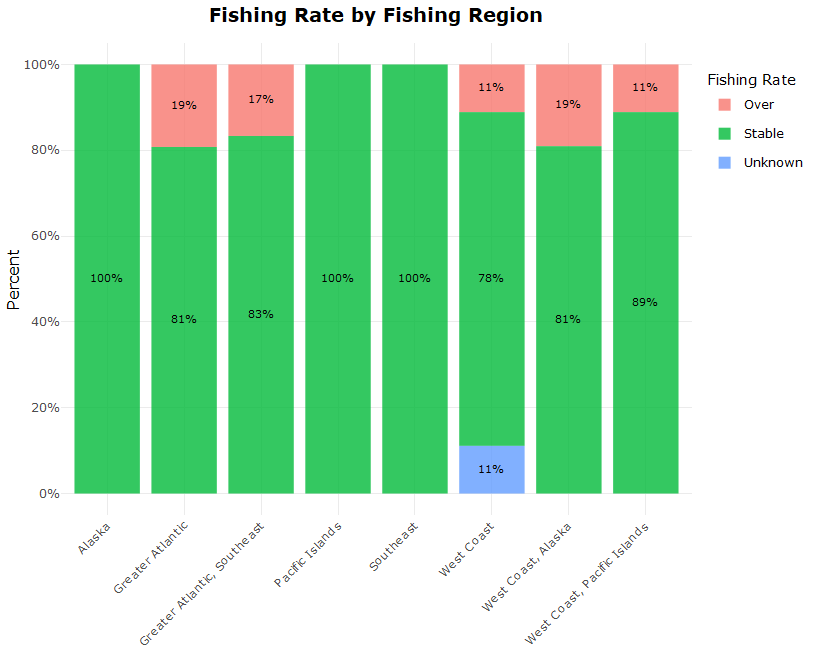 Fishing Rate by Fishing Region
Percent
100%
80%
60%
40%
20%
0%
100%
19%
81%
17%
83%
100%
100%
11%
78%
11%
19%
81%
11%
89%
Alaska
Greater Atlantic
Greater Atlantic, Southeast
Pacific Islands
Southeast
West Coast
West Coast, Alaska
West Coast, Pacific Islands
Fishing Rate
Over
Stable
Unknown